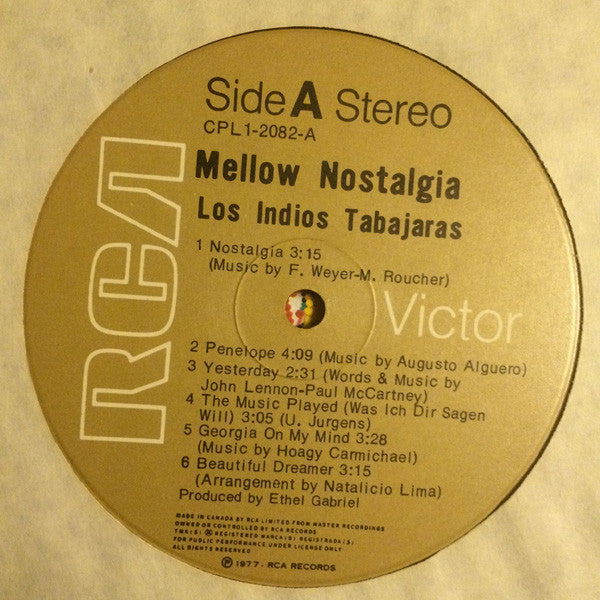 Side A Stereo
CPL1-2082-A
Mellow Nostalgia
Los Indios Tabajaras
1 Nostalgia 3:15
(Music by F. Weyer-M. Roucher)
RCA
Victor
2 Penelope 4:09 (Music by Augusto Alguero)
3 Yesterday 2:31 (Words & Music by
John Lennon-Paul McCartney)
4 The Music Played (Was Ich Dir Sagen
Will) 3:05 (U. Jurgens)
5 Georgia On My Mind 3:28
(Music by Hoagy Carmichael)
6 Beautiful Dreamer 3:15
(Arrangement by Natalicio Lima)
Produced by Ethel Gabriel
MADE IN CANADA BY RCA LIMITED FROM MASTER RECORDINGS
OWNED OR CONTROLLED BY RCA RECORDS
TMK(S) ® REGISTERED MARCA(S) REGISTRADA(S)
FOR PUBLIC PERFORMANCE UNDER LICENSE ONLY
ALL RIGHTS RESERVED
℗ 1977 · RCA RECORDS